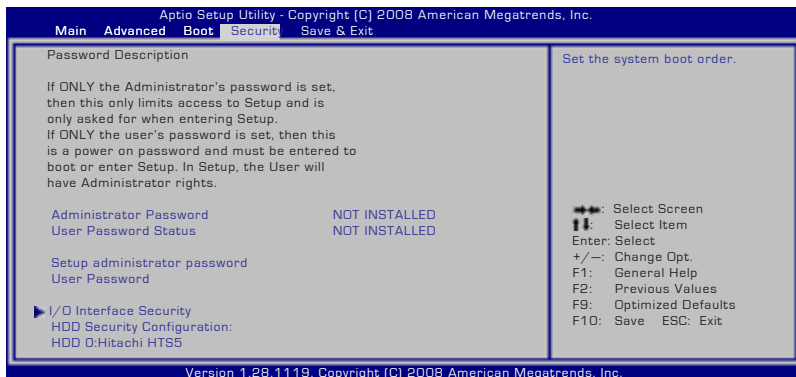 Aptio Setup Utility - Copyright (C) 2008 American Megatrends, Inc.
Main Advanced Boot Security Save & Exit
Password Description
If ONLY the Administrator's password is set,
then this only limits access to Setup and is
only asked for when entering Setup.
If ONLY the user's password is set, then this
is a power on password and must be entered to
boot or enter Setup. In Setup, the User will
have Administrator rights.
Administrator Password NOT INSTALLED
User Password Status NOT INSTALLED
Setup administrator password
User Password
I/O Interface Security
HDD Security Configuration:
HDD 0:Hitachi HTS5
Set the system boot order.
: Select Screen
: Select Item
Enter: Select
+/—: Change Opt.
F1: General Help
F2: Previous Values
F9: Optimized Defaults
F10: Save ESC: Exit
Version 1.28.1119. Copyright (C) 2008 American Megatrends, Inc.